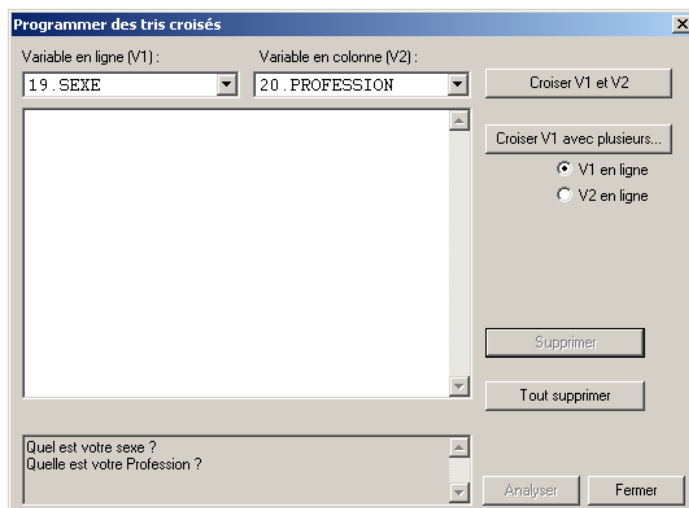 Programmer des tris croisés
Variable en ligne (V1) :
Variable en colonne (V2) :
19.SEXE
20.PROFESSION
Croiser V1 et V2
Croiser V1 avec plusieurs...
V1 en ligne
V2 en ligne
Supprimer
Tout supprimer
Quel est votre sexe ?
Quelle est votre Profession ?
Analyser
Fermer